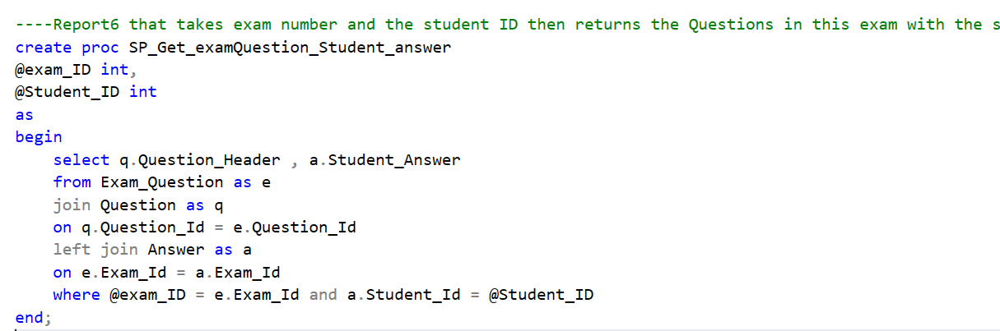 ----Report6 that takes exam number and the student ID then returns the Questions in this exam with the s
create proc SP_Get_examQuestion_Student_answer
@exam_ID int,
@Student_ID int
as
begin
    select q.Question_Header , a.Student_Answer
    from Exam_Question as e
    join Question as q
    on q.Question_Id = e.Question_Id
    left join Answer as a
    on e.Exam_Id = a.Exam_Id
    where @exam_ID = e.Exam_Id and a.Student_Id = @Student_ID
end;